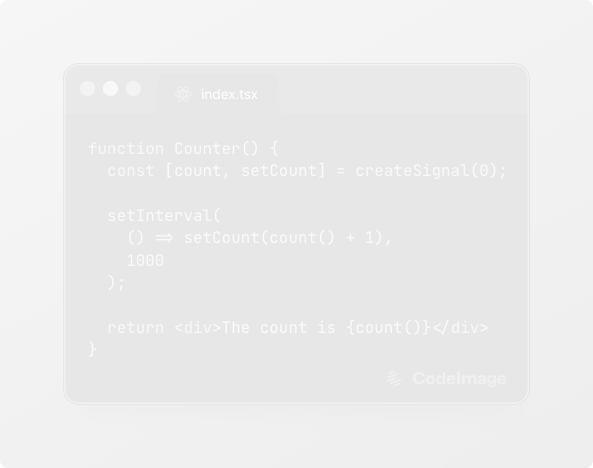 index.tsx
function Counter() {
  const [count, setCount] = createSignal(0);

  setInterval(
    () => setCount(count() + 1),
    1000
  );

  return <div>The count is {count()}</div>
}
CodeImage